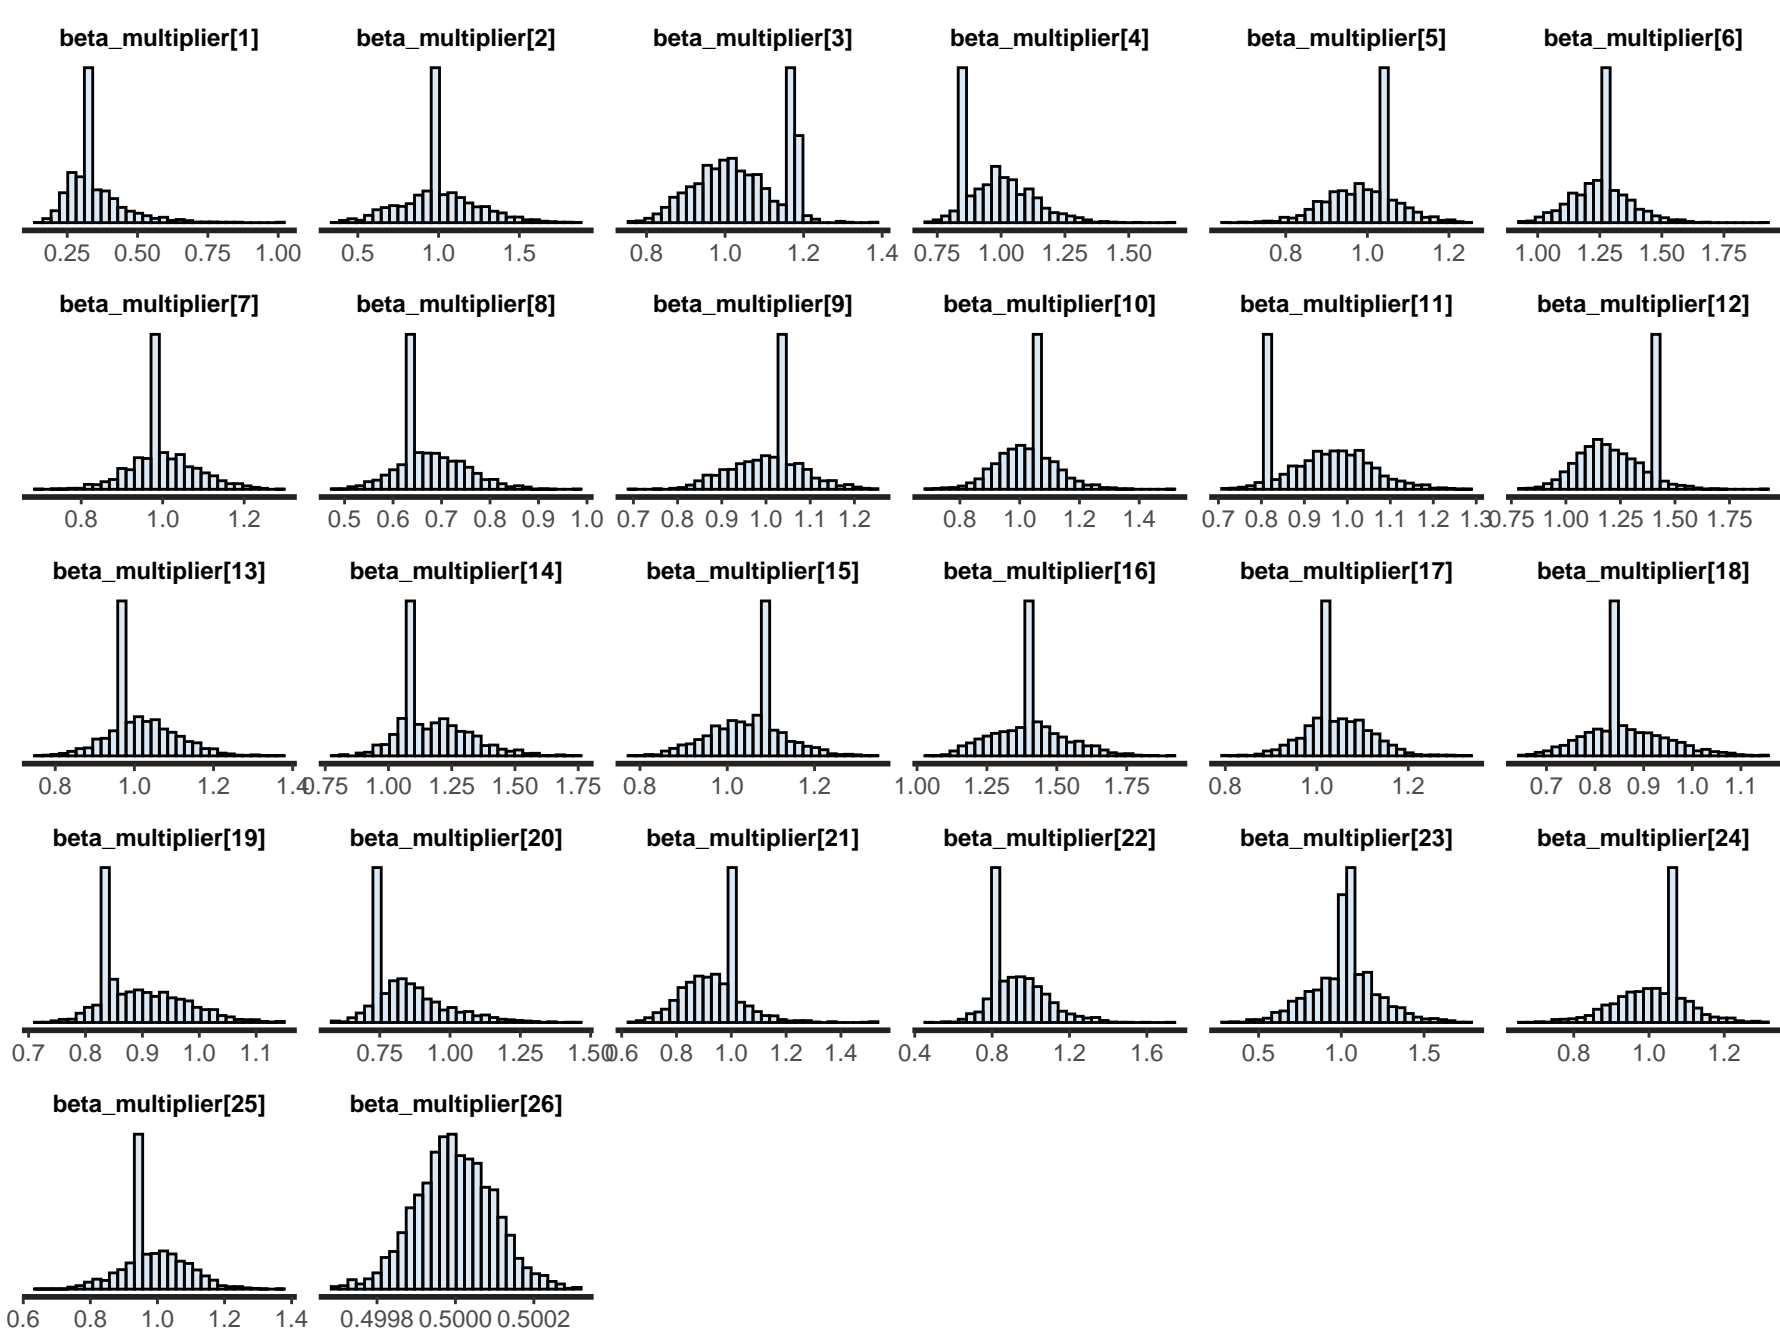 beta_multiplier[1] beta_multiplier[2] beta_multiplier[3] beta_multiplier[4] beta_multiplier[5] beta_multiplier[6]
0.25 0.50 0.75 1.00 0.5 1.0 1.5 0.8 1.0 1.2 1.4 0.75 1.00 1.25 1.50 0.8 1.0 1.2 1.00 1.25 1.50 1.75
beta_multiplier[7] beta_multiplier[8] beta_multiplier[9] beta_multiplier[10] beta_multiplier[11] beta_multiplier[12]
0.8 1.0 1.2 0.5 0.6 0.7 0.8 0.9 1.0 0.7 0.8 0.9 1.0 1.1 1.2 0.8 1.0 1.2 1.4 0.7 0.8 0.9 1.0 1.1 1.2 1.3 0.75 1.00 1.25 1.50 1.75
beta_multiplier[13] beta_multiplier[14] beta_multiplier[15] beta_multiplier[16] beta_multiplier[17] beta_multiplier[18]
0.8 1.0 1.2 1.4 0.75 1.00 1.25 1.50 1.75 0.8 1.0 1.2 1.00 1.25 1.50 1.75 0.8 1.0 1.2 0.7 0.8 0.9 1.0 1.1
beta_multiplier[19] beta_multiplier[20] beta_multiplier[21] beta_multiplier[22] beta_multiplier[23] beta_multiplier[24]
0.7 0.8 0.9 1.0 1.1 0.75 1.00 1.25 1.50 0.6 0.8 1.0 1.2 1.4 0.4 0.8 1.2 1.6 0.5 1.0 1.5 0.8 1.0 1.2
beta_multiplier[25] beta_multiplier[26]
0.6 0.8 1.0 1.2 1.4 0.4998 0.5000 0.5002